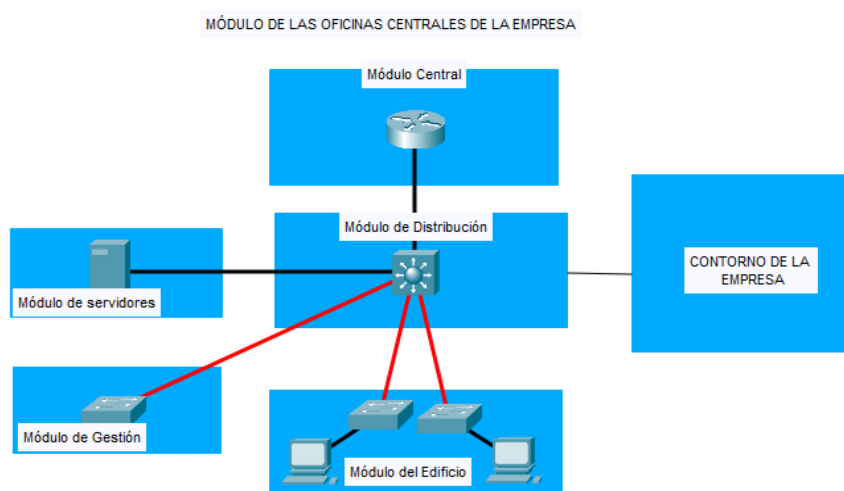 MÓDULO DE LAS OFICINAS CENTRALES DE LA EMPRESA
Módulo Central
Módulo de Distribución
CONTORNO DE LA
EMPRESA
Módulo de servidores
Módulo de Gestión
Módulo del Edificio